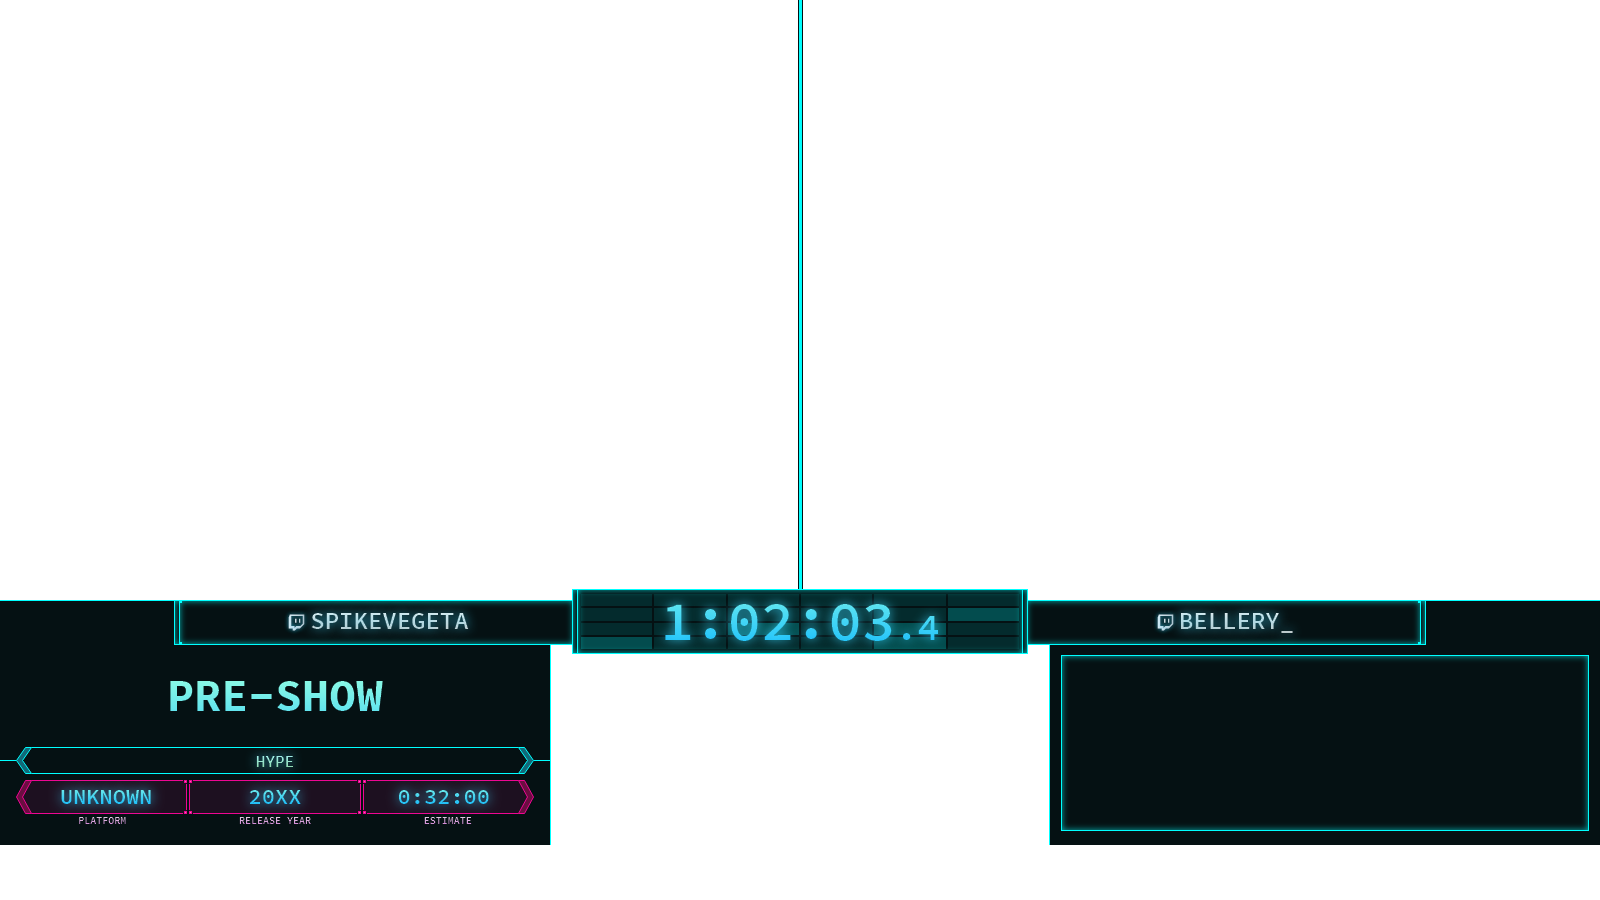 SPIKEVEGETA
1:02:03.4
BELLERY_
PRE-SHOW
HYPE
UNKNOWN
PLATFORM
20XX
RELEASE YEAR
0:32:00
ESTIMATE